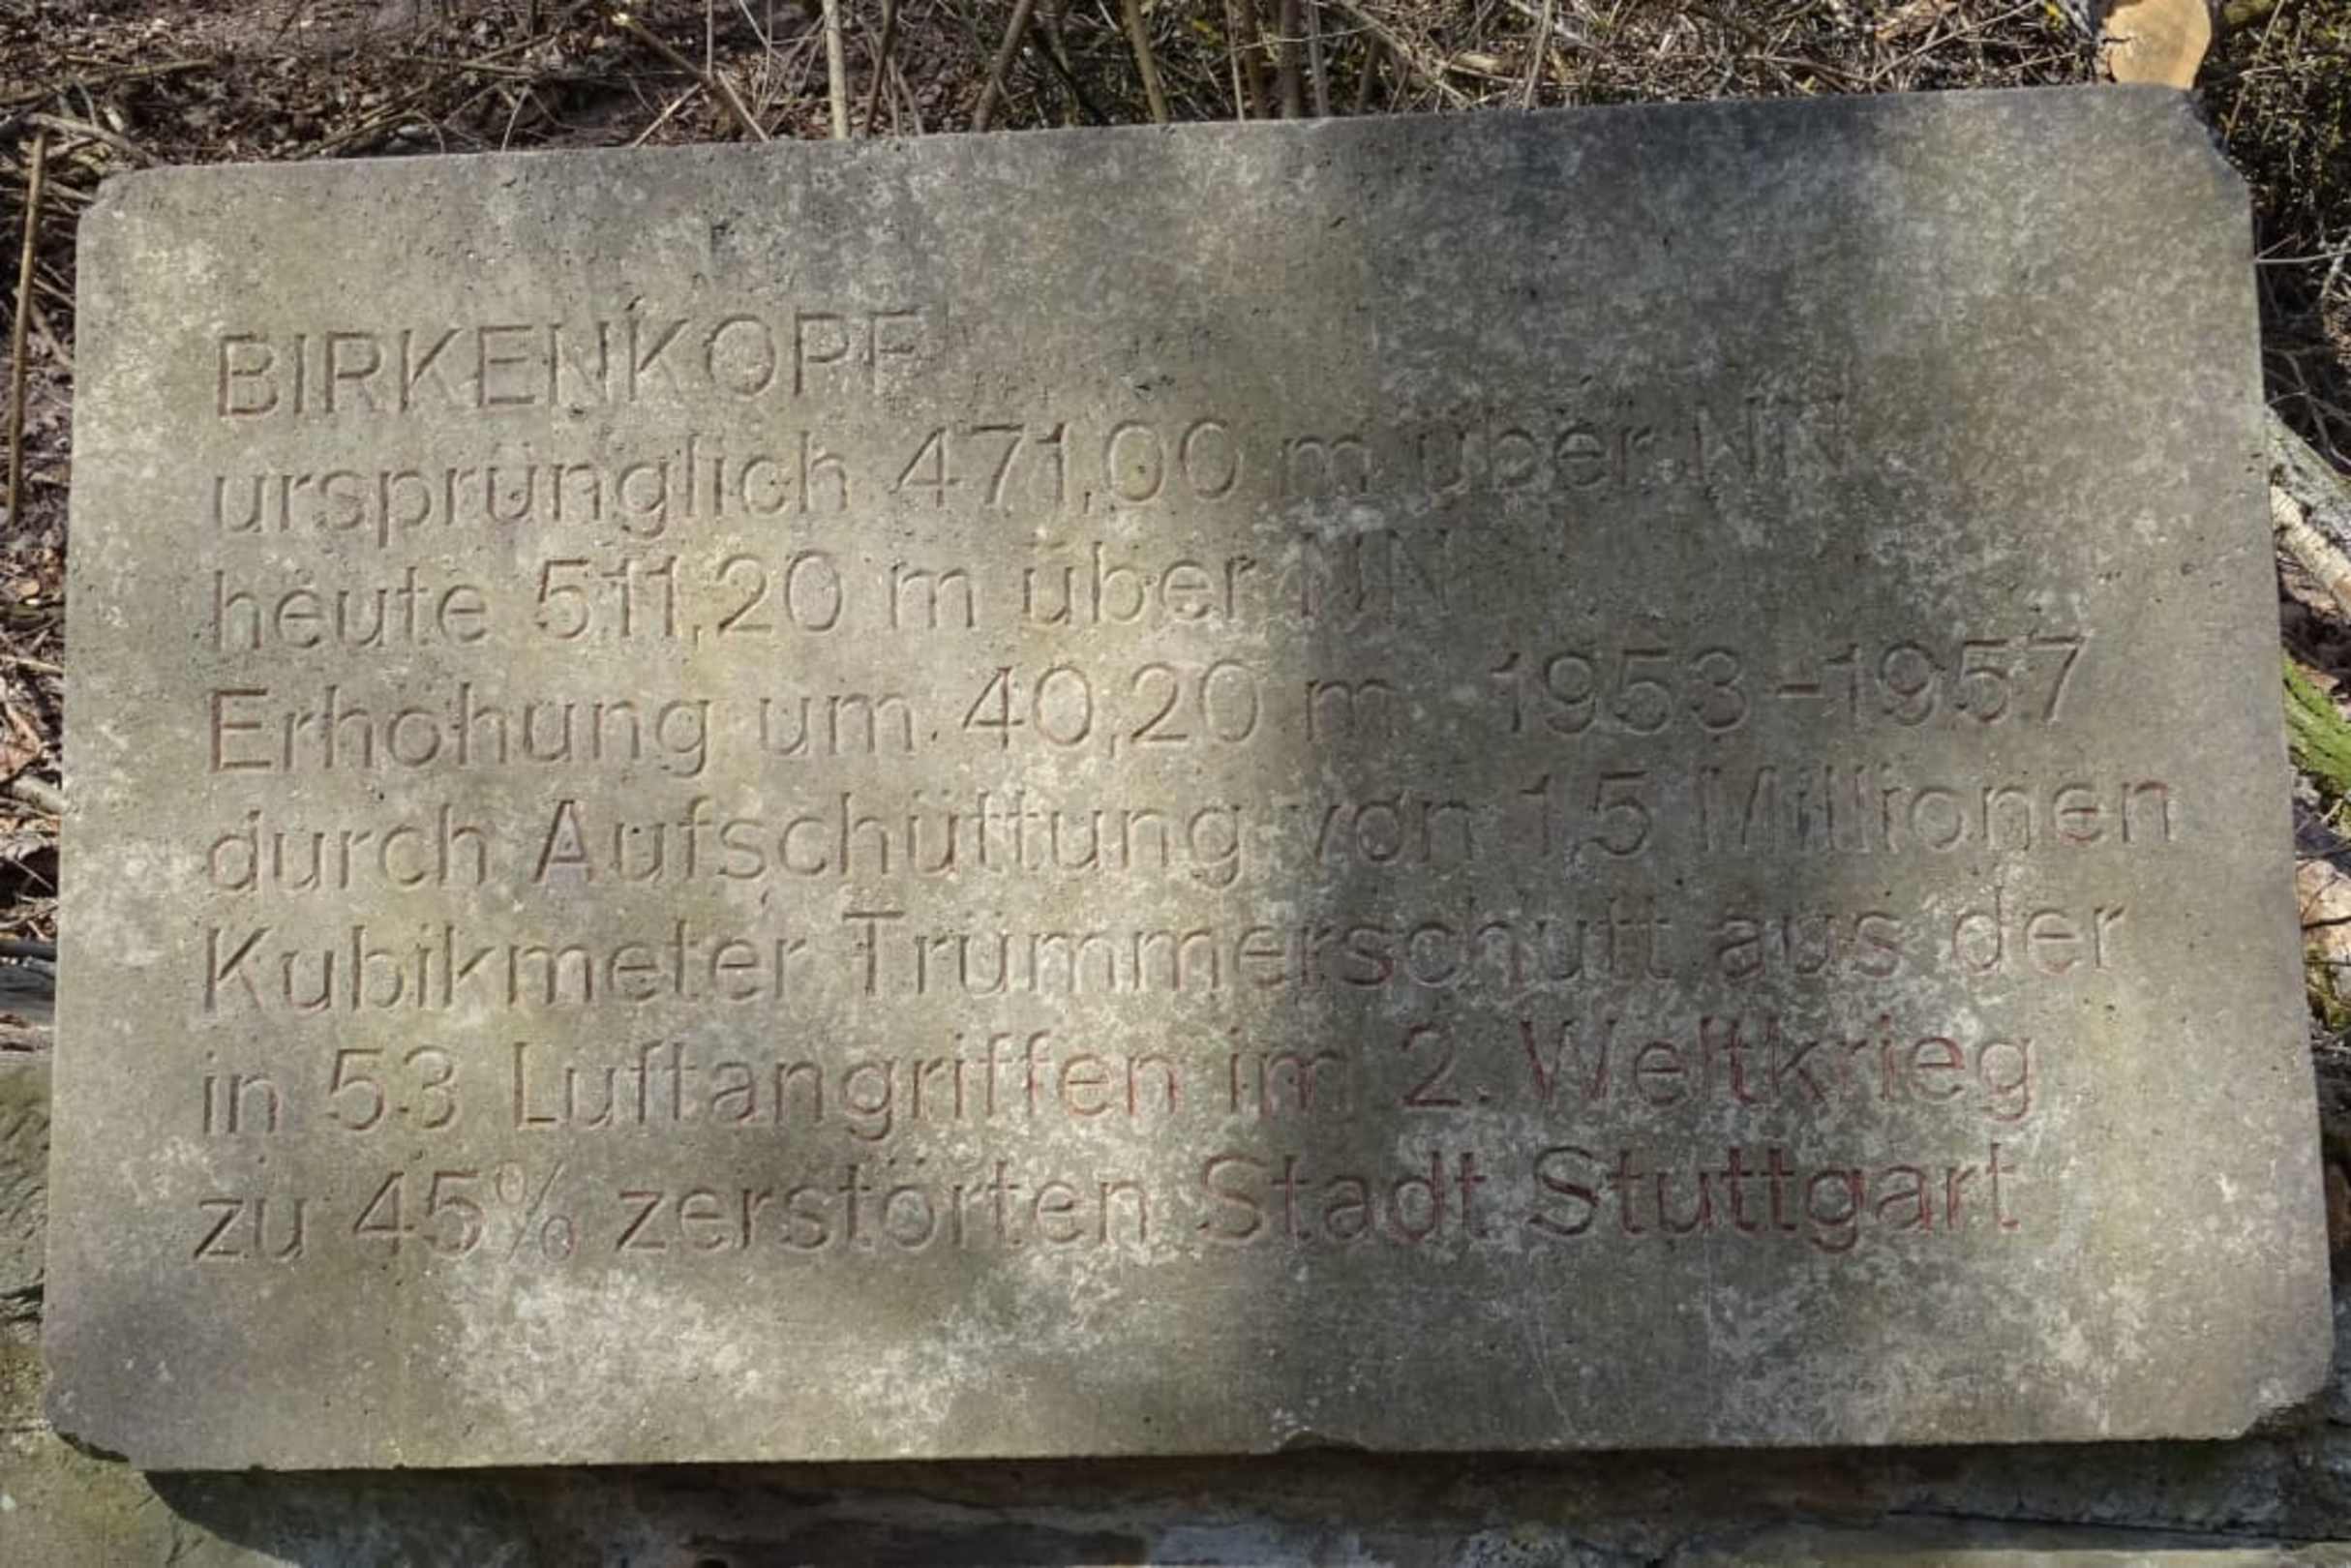 BIRKENKOPF
ursprünglich 471,00 m über NN
heute 511,20 m über NN
Erhöhung um 40,20 m 1953-1957
durch Aufschüttung von 1,5 Millionen
Kubikmeter Trümmerschutt aus der
in 53 Luftangriffen im 2. Weltkrieg
zu 45% zerstörten Stadt Stuttgart